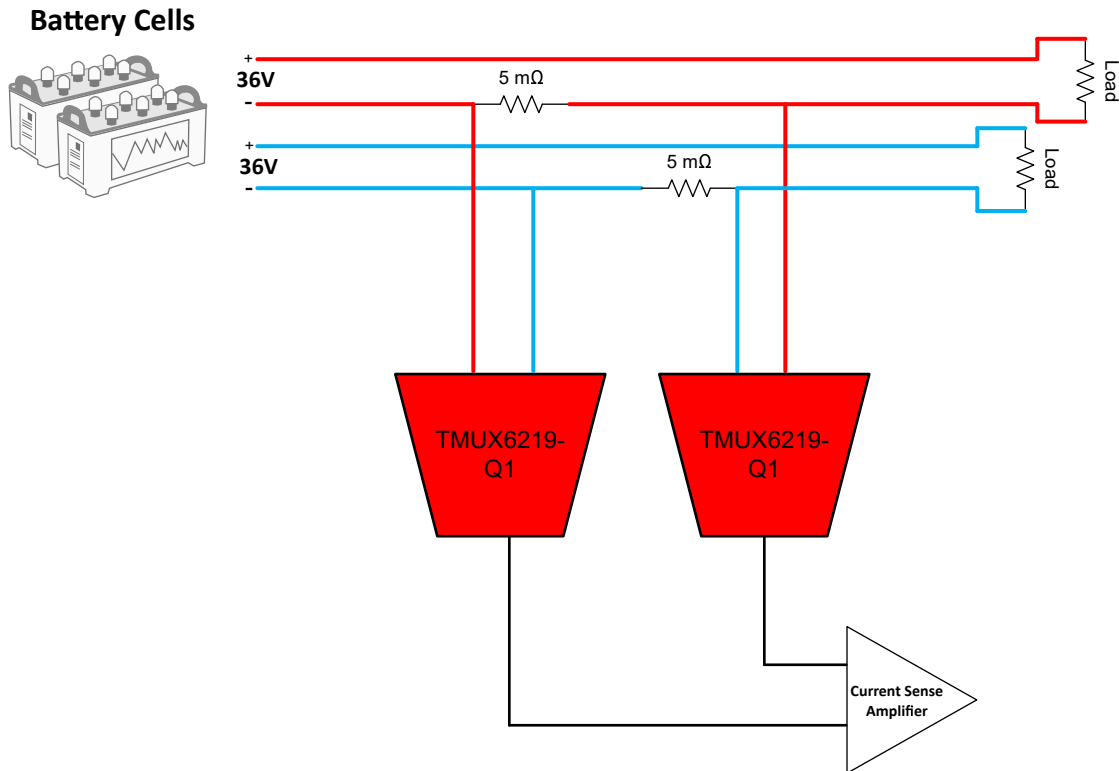 Battery Cells
+
36V
-
5 mΩ
Load
+
36V
-
5 mΩ
Load
TMUX6219-
Q1
TMUX6219-
Q1
Current Sense
Amplifier